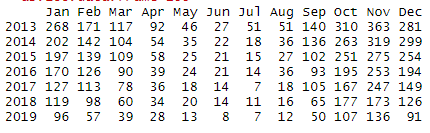 Jan Feb Mar Apr May Jun Jul Aug Sep Oct Nov Dec
2013 268 171 117 92 46 27 51 51 140 310 363 281
2014 202 142 104 54 35 22 18 36 136 263 319 299
2015 197 139 109 58 25 21 15 27 102 251 275 254
2016 170 126 90 39 24 21 14 36 93 195 253 194
2017 127 113 78 36 18 14 7 18 105 167 247 149
2018 119 98 60 34 20 14 11 16 65 177 173 126
2019 96 57 39 28 13 8 7 12 50 107 136 91